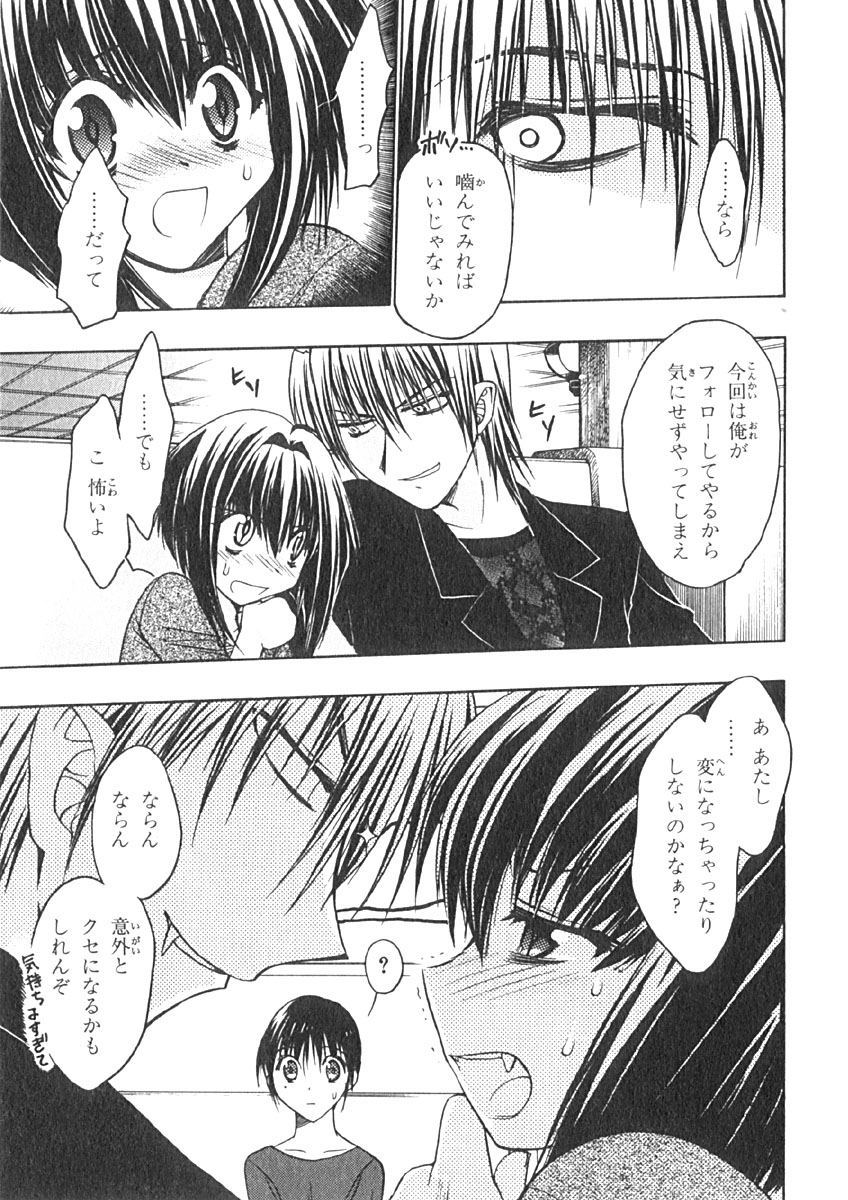 ……なら
ボソ…
噛んでみれば
いいじゃないか
………っ
……だって
今回は俺が
フォローしてやるから
気にせずやってしまえ
……でも
こ 怖いよ
あ あたし
……
変になっちゃったり
しないのかなぁ?
ならん
ならん
意外と
クセになるかも
しれんぞ
気持ちよすぎて
?